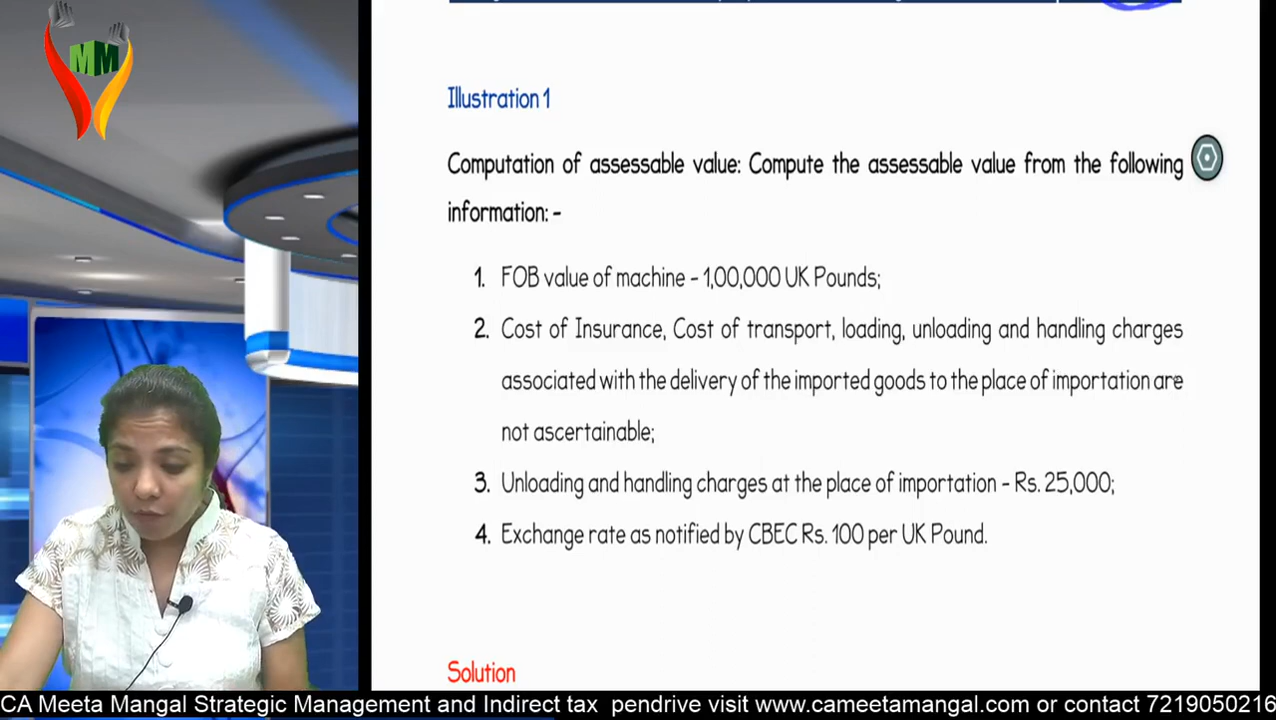 MM
Illustration 1
Computation of assessable value: Compute the assessable value from the following
information: -
1. FOB value of machine - 1,00,000 UK Pounds;
2. Cost of Insurance, Cost of transport, loading, unloading and handling charges
associated with the delivery of the imported goods to the place of importation are
not ascertainable;
3. Unloading and handling charges at the place of importation - Rs. 25,000;
4. Exchange rate as notified by CBEC Rs. 100 per UK Pound.
Solution
CA Meeta Mangal Strategic Management and Indirect tax pendrive visit www.cameetamangal.com or contact 7219050216